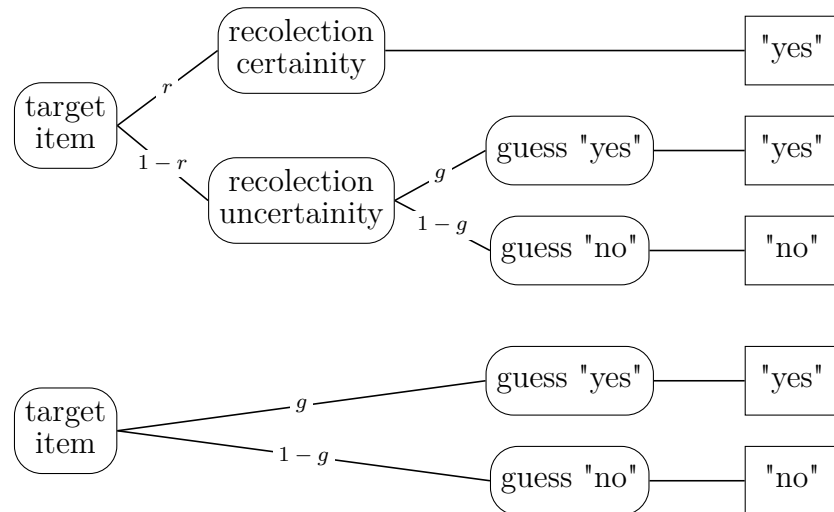 recolection
certainity
"yes"
r
target
item
1 − r
recolection
uncertainity
g
guess "yes"
"yes"
1 − g
guess "no"
"no"
target
item
g
guess "yes"
"yes"
1 − g
guess "no"
"no"